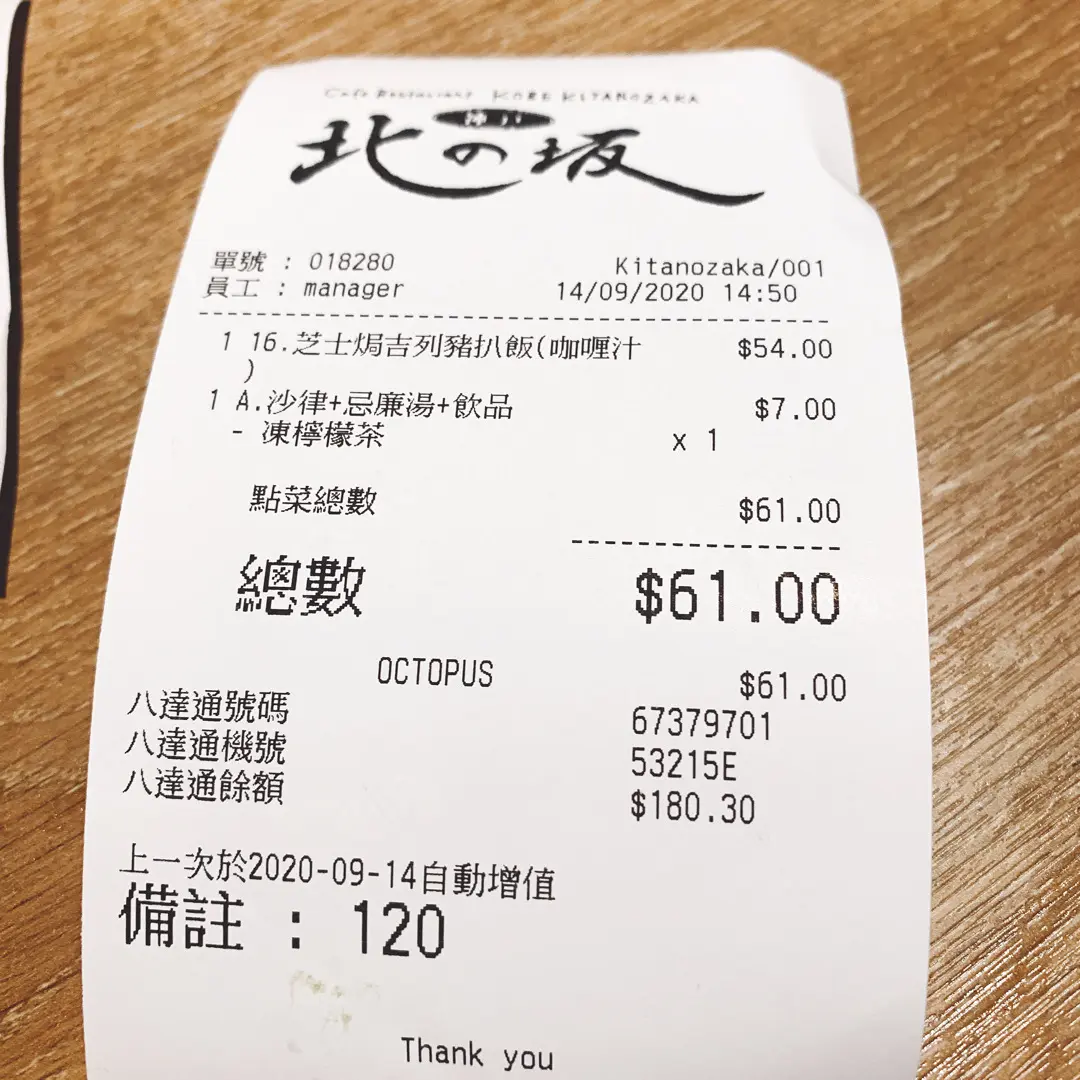 Cafe Restaurant KOBE KITANOZAKA
神戸
北の坂
單號 : 018280 Kitanozaka/001
員工 : manager 14/09/2020 14:50
1 16.芝士焗吉列豬扒飯(咖喱汁 $54.00
)
1 A.沙律+忌廉湯+飲品 $7.00
- 凍檸檬茶 x 1
點菜總數 $61.00
總數 $61.00
OCTOPUS $61.00
八達通號碼 67379701
八達通機號 53215E
八達通餘額 $180.30
上一次於2020-09-14自動增值
備註 : 120
Thank you